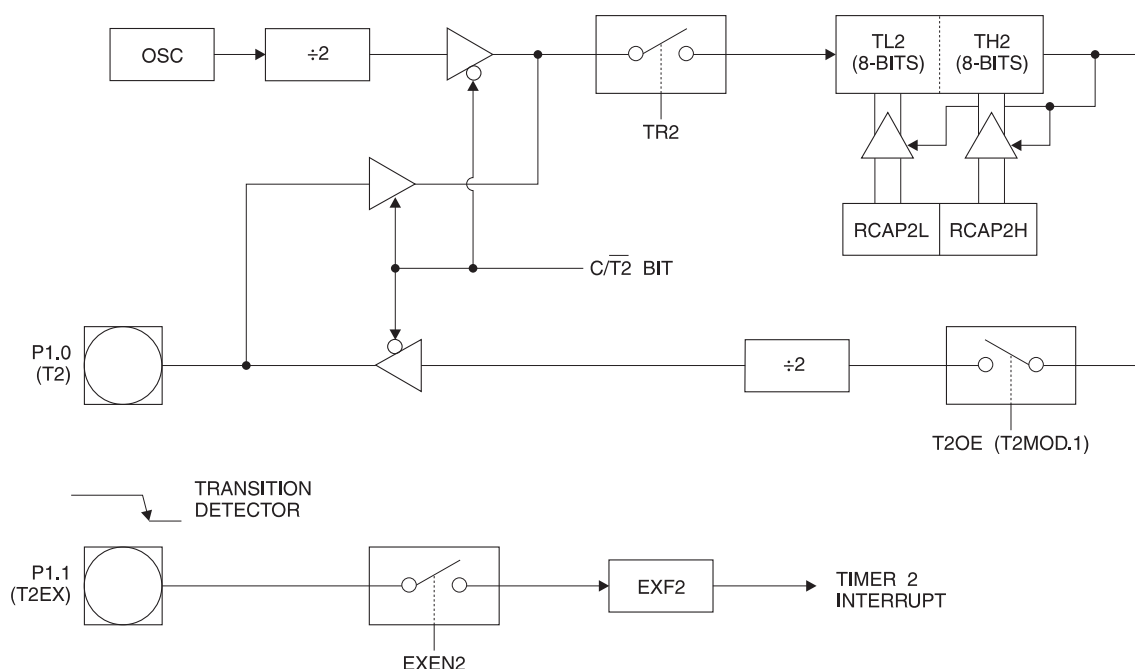 OSC
÷2
TR2
TL2
(8-BITS)
TH2
(8-BITS)
RCAP2L
RCAP2H
C/T2̅ BIT
P1.0
(T2)
÷2
T2OE (T2MOD.1)
TRANSITION
DETECTOR
P1.1
(T2EX)
EXEN2
EXF2
TIMER 2
INTERRUPT